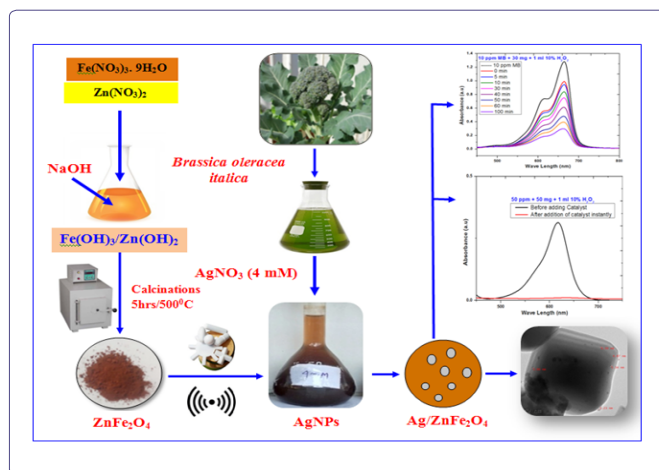 Fe(NO3)3. 9H2O
Zn(NO3)2
NaOH
Fe(OH)3/Zn(OH)2
Calcinations
5hrs/500⁰C
ZnFe2O4
Brassica oleracea
italica
AgNO3 (4 mM)
AgNPs
Ag/ZnFe2O4
10 ppm MB + 30 mg + 1 ml 10% H2O2
10 ppm MB
0 min
5 min
10 min
30 min
40 min
50 min
60 min
100 min
Absorbance (a.u)
Wave Length (nm)
50 ppm + 50 mg + 1 ml 10% H2O2
Before adding Catalyst
After addition of catalyst instantly
Absorbance (a.u)
Wave Length (nm)